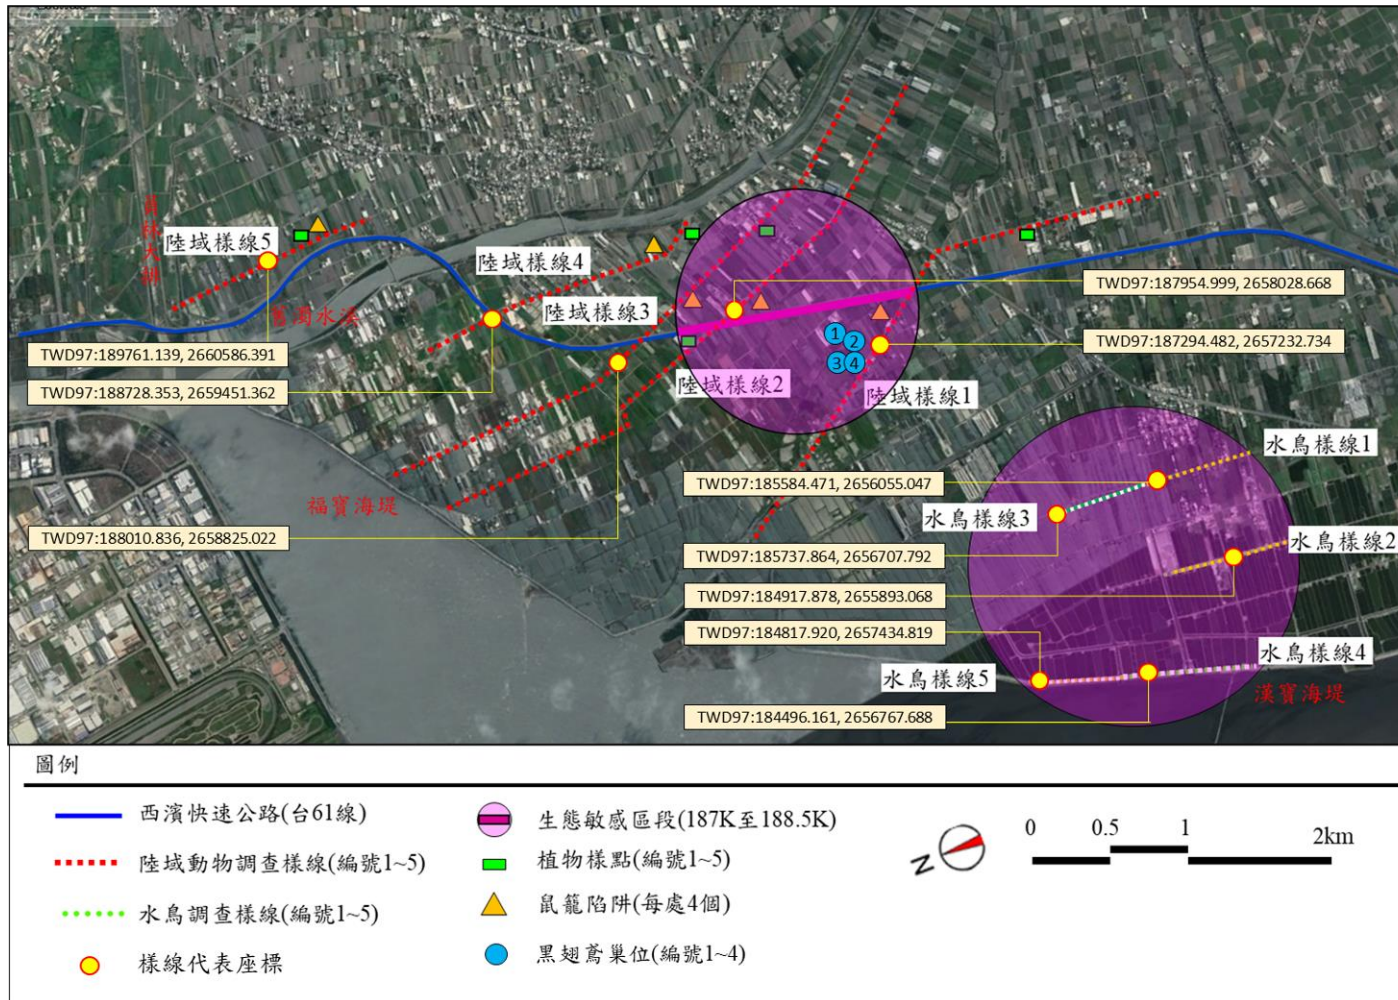 員林大排
陸域樣線5
陸域樣線4
舊濁水溪
陸域樣線3
TWD97:187954.999, 2658028.668
TWD97:189761.139, 2660586.391
1
2
TWD97:187294.482, 2657232.734
3
4
TWD97:188728.353, 2659451.362
陸域樣線2
陸域樣線1
水鳥樣線1
TWD97:185584.471, 2656055.047
福寶海堤
水鳥樣線3
TWD97:188010.836, 2658825.022
水鳥樣線2
TWD97:185737.864, 2656707.792
TWD97:184917.878, 2655893.068
TWD97:184817.920, 2657434.819
水鳥樣線4
水鳥樣線5
漢寶海堤
TWD97:184496.161, 2656767.688
圖例
西濱快速公路(台61線)
陸域動物調查樣線(編號1~5)
水鳥調查樣線(編號1~5)
樣線代表座標
生態敏感區段(187K至188.5K)
植物樣點(編號1~5)
鼠籠陷阱(每處4個)
黑翅鳶巢位(編號1~4)
N
0 0.5 1 2km